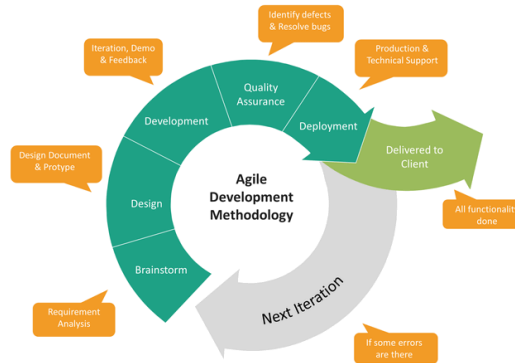 Identify defects
& Resolve bugs
Iteration, Demo
& Feedback
Production &
Technical Support
Quality
Assurance
Development
Deployment
Delivered to
Client
Design Document
& Protype
Agile
Development
Methodology
Design
All functionalit
done
Brainstorm
Next Iteration
Requirement
Analysis
If some errors
are there